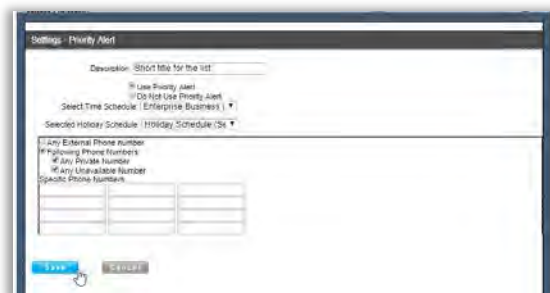 Settings - Priority Alert
Description Short title for the list
Use Priority Alert
Do Not Use Priority Alert
Select Time Schedule Enterprise Business (
Selected Holiday Schedule Holiday Schedule (Se
Any External Phone number
Following Phone Numbers
Any Private Number
Any Unavailable Number
Specific Phone Numbers
Save Cancel